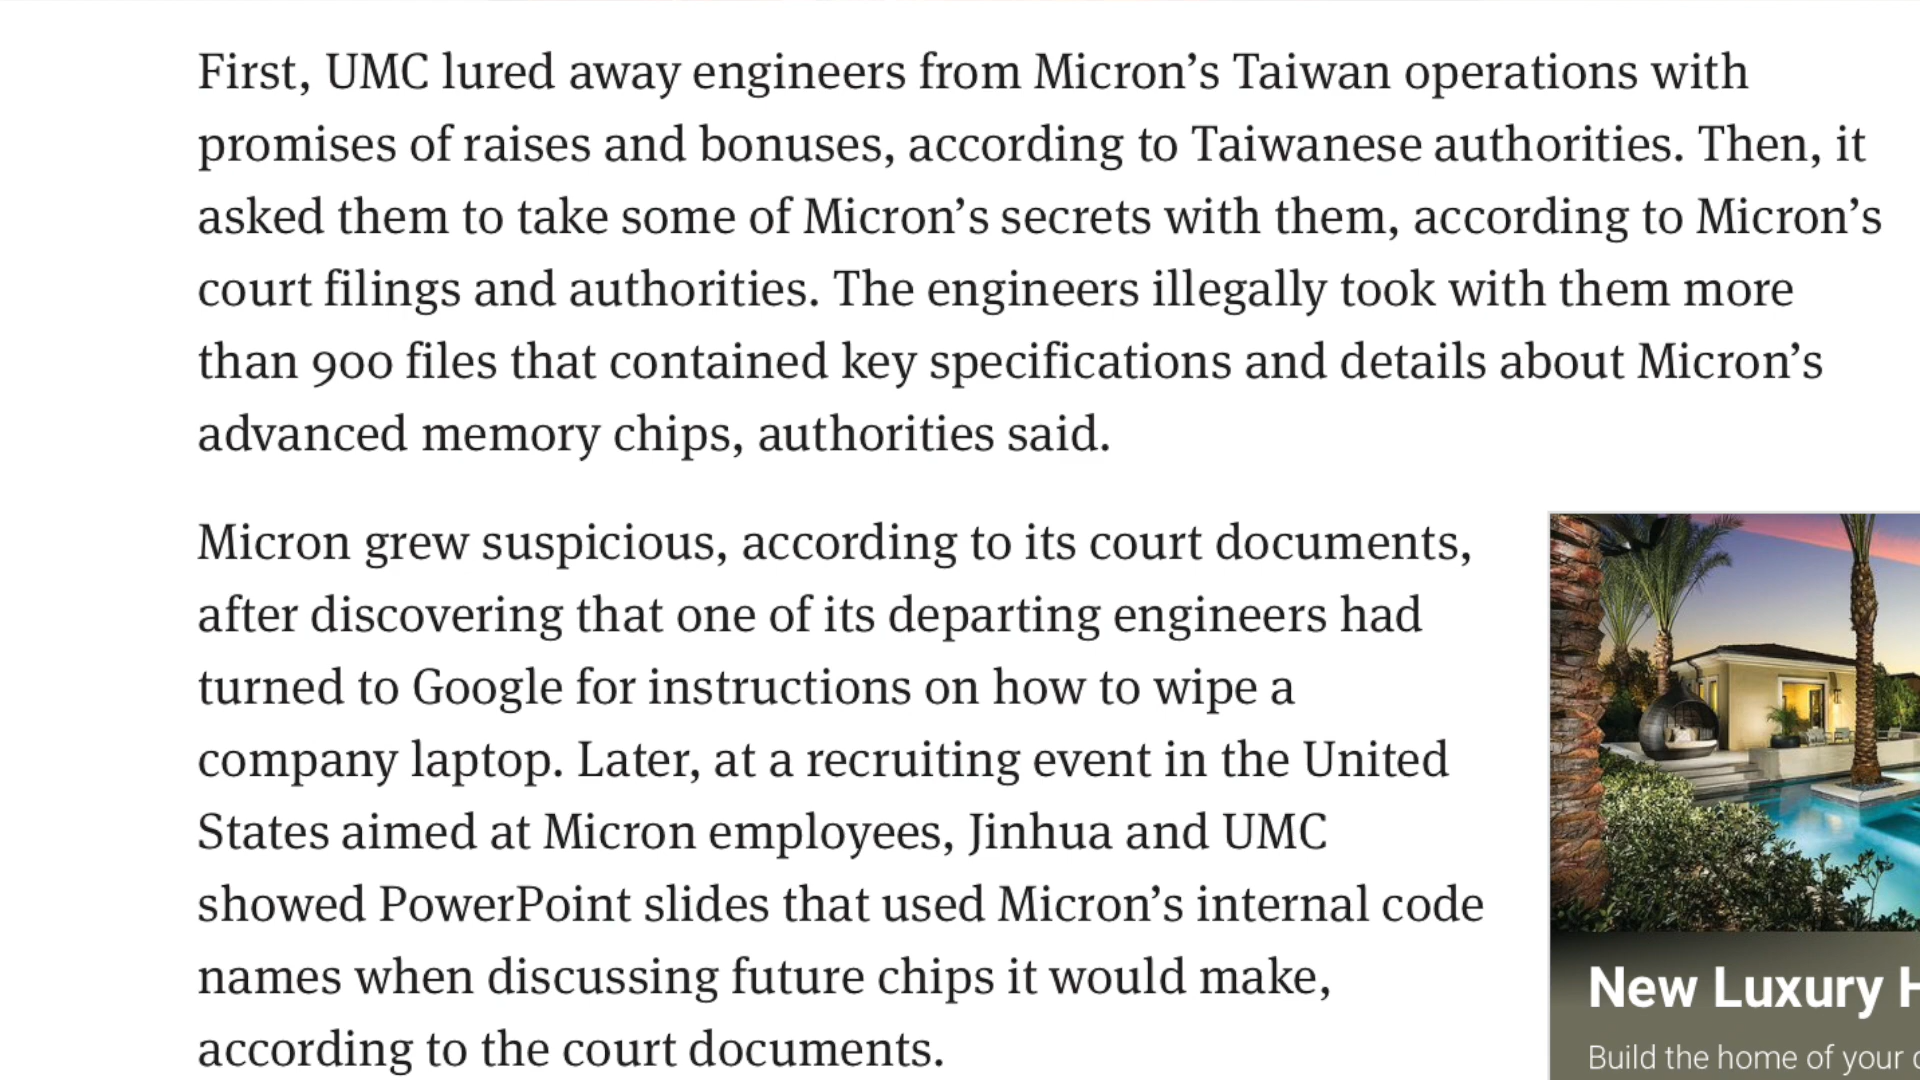 First, UMC lured away engineers from Micron’s Taiwan operations with
promises of raises and bonuses, according to Taiwanese authorities. Then, it
asked them to take some of Micron’s secrets with them, according to Micron’s
court filings and authorities. The engineers illegally took with them more
than 900 files that contained key specifications and details about Micron’s
advanced memory chips, authorities said.
Micron grew suspicious, according to its court documents,
after discovering that one of its departing engineers had
turned to Google for instructions on how to wipe a
company laptop. Later, at a recruiting event in the United
States aimed at Micron employees, Jinhua and UMC
showed PowerPoint slides that used Micron’s internal code
names when discussing future chips it would make,
according to the court documents.
New Luxury
Build the home of your